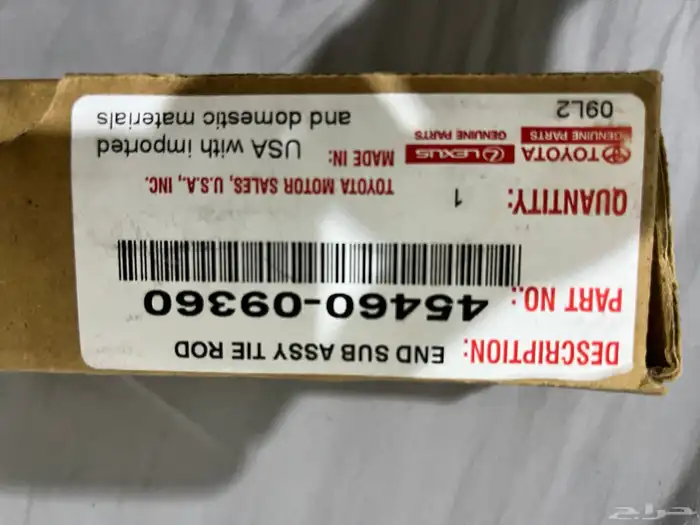 DESCRIPTION: END SUB ASSY TIE ROD
PART NO.: 45460-09360
QUANTITY: 1
TOYOTA MOTOR SALES, U.S.A., INC.
TOYOTA
GENUINE PARTS
LEXUS
GENUINE PARTS
MADE IN: USA with imported
and domestic materials
09L2
حراج